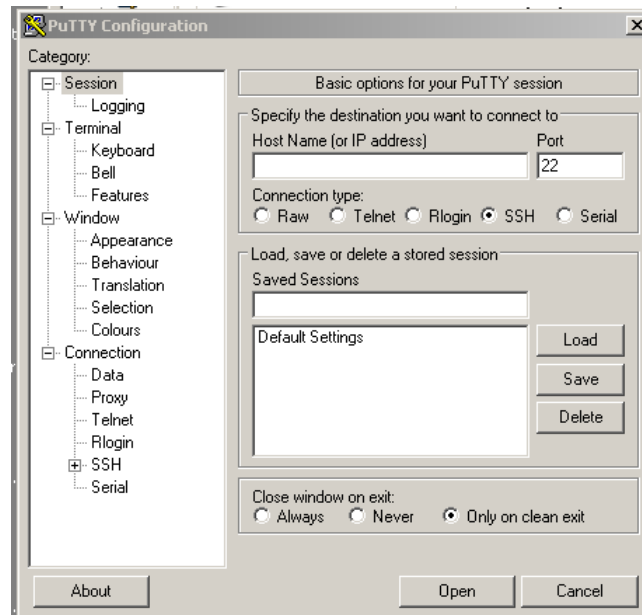 PuTTY Configuration
Category:
Session
Logging
Terminal
Keyboard
Bell
Features
Window
Appearance
Behaviour
Translation
Selection
Colours
Connection
Data
Proxy
Telnet
Rlogin
SSH
Serial
Basic options for your PuTTY session
Specify the destination you want to connect to
Host Name (or IP address) Port
22
Connection type:
Raw Telnet Rlogin SSH Serial
Load, save or delete a stored session
Saved Sessions
Default Settings
Load
Save
Delete
Close window on exit:
Always Never Only on clean exit
About Open Cancel